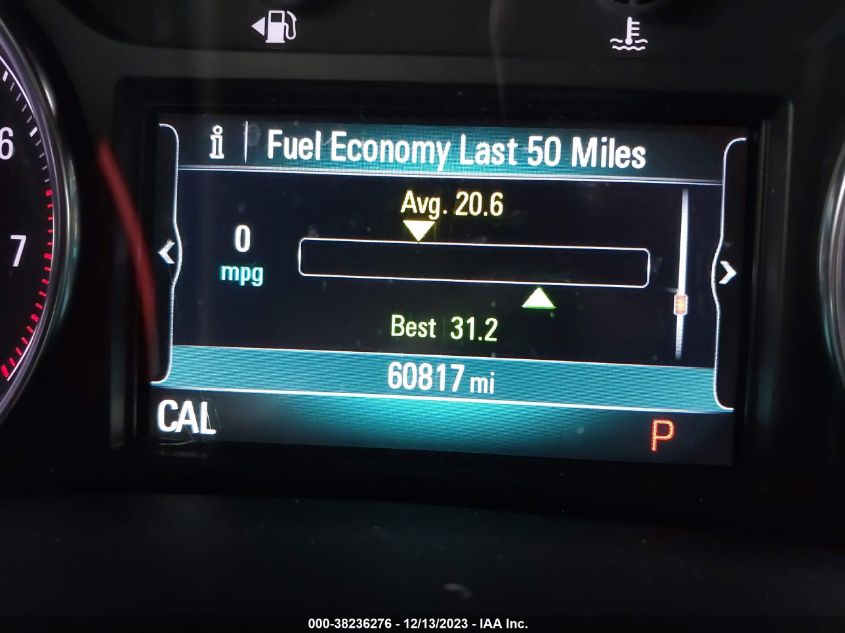 6
7
i Fuel Economy Last 50 Miles
Avg. 20.6
0
mpg
Best 31.2
60817 mi
CAL
P
000-38236276 - 12/13/2023 - IAA Inc.